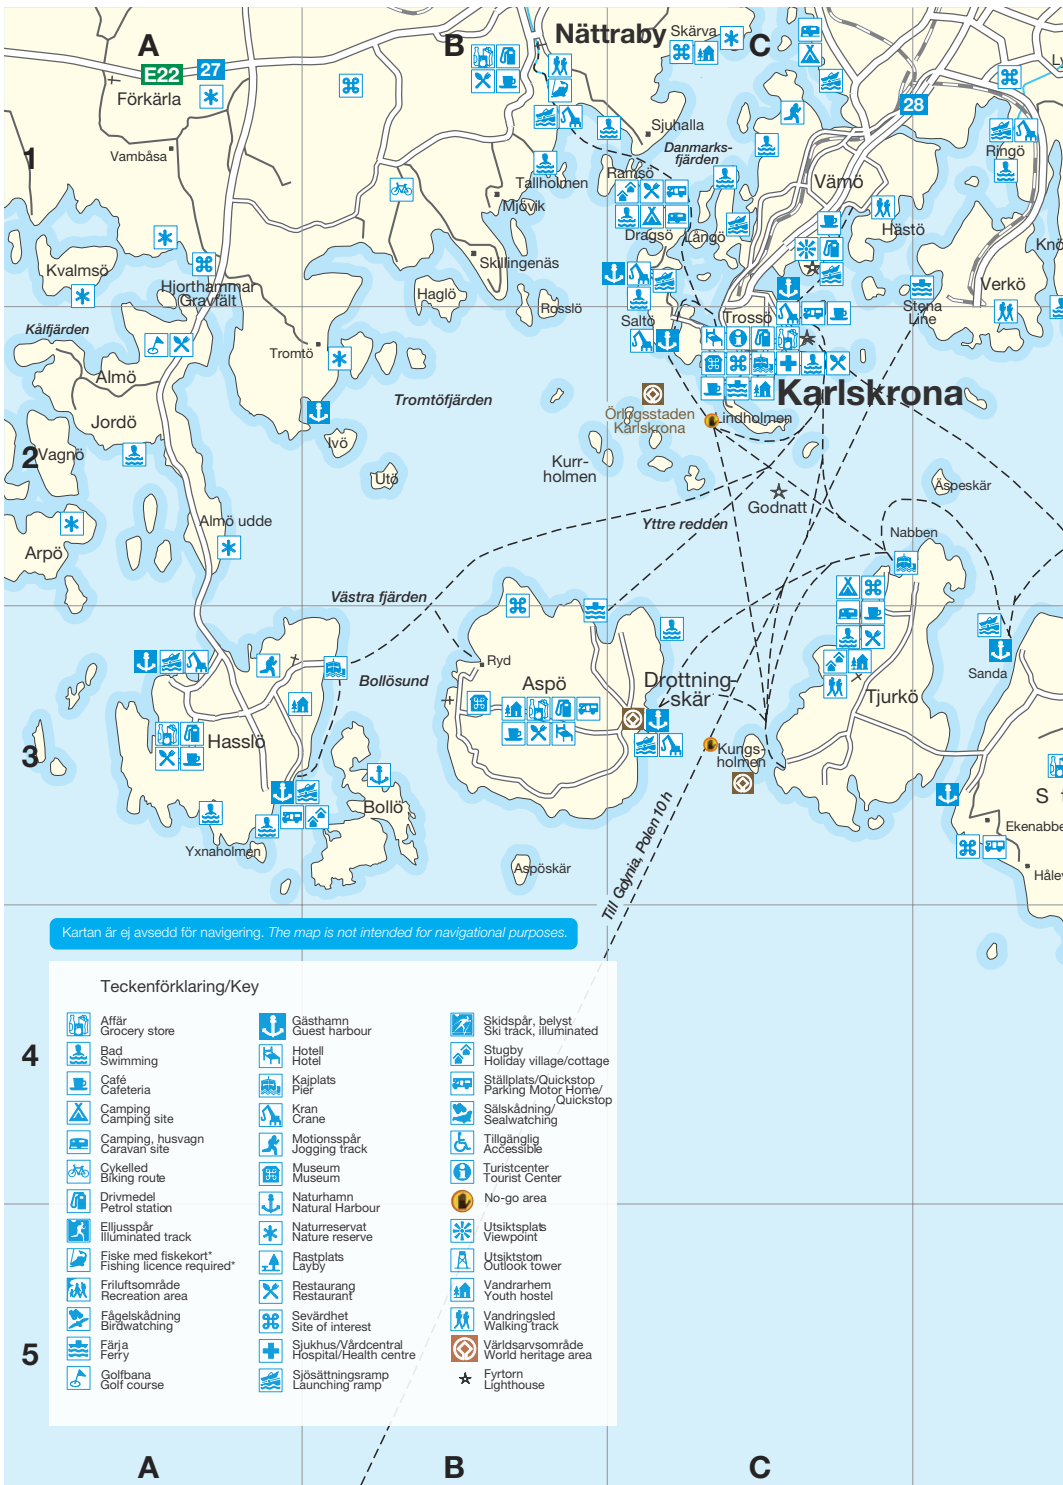 A
B
C
Nättraby
Skärva
E22
27
28
Förkärla
Vambåsa
1
Sjuhalla
Danmarks-
fjärden
Ringö
Tallholmen
Ramsö
Vämö
Mjövik
Dragsö
Långö
Hästö
Skillingenäs
Kvalmsö
Hjorthammar
Gravfält
Haglö
Rosslö
Verkö
Stena
Line
Saltö
Trossö
Kålfjärden
Tromtö
Almö
Karlskrona
Tromtöfjärden
Örlogsstaden
Karlskrona
Lindholmen
Jordö
Ivö
2
Vagnö
Kurr-
holmen
Utö
Äspeskär
Godnatt
Almö udde
Yttre redden
Nabben
Arpö
Västra fjärden
Ryd
Bollösund
Aspö
Drottning-
skär
Sanda
Tjurkö
3
Hasslö
Kungs-
holmen
Bollö
Till Gdynia, Polen 10 h
Yxnaholmen
Aspöskär
Kartan är ej avsedd för navigering. The map is not intended for navigational purposes.
Teckenförklaring/Key
4
Affär
Grocery store
Bad
Swimming
Café
Cafeteria
Camping
Camping site
Camping, husvagn
Caravan site
Cykelled
Biking route
Drivmedel
Petrol station
Elljusspår
Illuminated track
Fiske med fiskekort*
Fishing licence required*
Friluftsområde
Recreation area
Fågelskådning
Birdwatching
Färja
Ferry
Golfbana
Golf course
Gästhamn
Guest harbour
Hotell
Hotel
Kajplats
Pier
Kran
Crane
Motionsspår
Jogging track
Museum
Museum
Naturhamn
Natural Harbour
Naturreservat
Nature reserve
Rastplats
Layby
Restaurang
Restaurant
Sevärdhet
Site of interest
Sjukhus/Vårdcentral
Hospital/Health centre
Sjösättningsramp
Launching ramp
Skidspår, belyst
Ski track, illuminated
Stugby
Holiday village/cottage
Ställplats/Quickstop
Parking Motor Home/
Quickstop
Sälskådning/
Sealwatching
Tillgänglig
Accessible
Turistcenter
Tourist Center
No-go area
Utsiktsplats
Viewpoint
Utsiktstorn
Outlook tower
Vandrarhem
Youth hostel
Vandringsled
Walking track
Världsarvsområde
World heritage area
Fyrtorn
Lighthouse
5
A
B
C